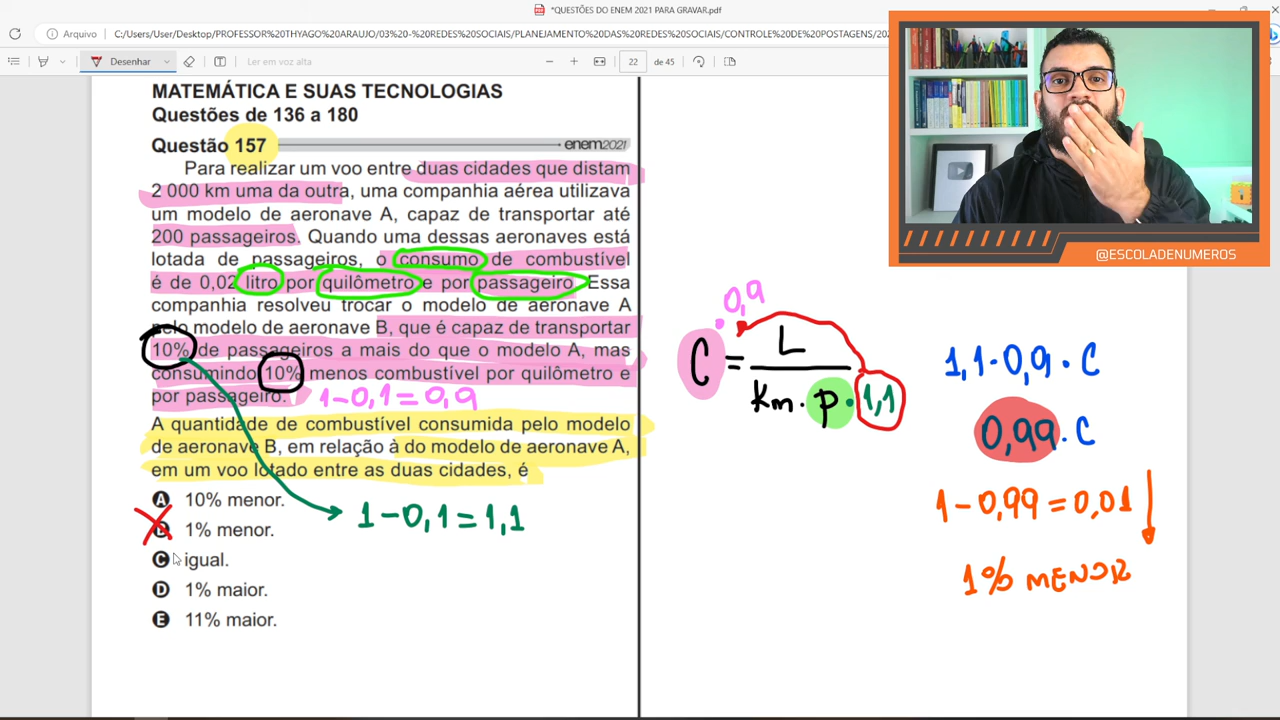 *QUESTÕES DO ENEM 2021 PARA GRAVAR.pdf
Arquivo C:/Users/User/Desktop/PROFESSOR%20THYAGO%20ARAUJO/03%20-%20REDES%20SOCIAIS/PLANEJAMENTO%20DAS%20REDES%20SOCIAIS/CONTROLE%20DE%20POSTAGENS/202
Desenhar Ler em voz alta 22 de 45
MATEMÁTICA E SUAS TECNOLOGIAS
Questões de 136 a 180
Questão 157 enem2021
Para realizar um voo entre duas cidades que distam
2 000 km uma da outra, uma companhia aérea utilizava
um modelo de aeronave A, capaz de transportar até
200 passageiros. Quando uma dessas aeronaves está
lotada de passageiros, o consumo de combustível
é de 0,02 litro por quilômetro e por passageiro. Essa
companhia resolveu trocar o modelo de aeronave A
pelo modelo de aeronave B, que é capaz de transportar
10% de passageiros a mais do que o modelo A, mas
consumindo 10% menos combustível por quilômetro e
por passageiro. 1-0,1=0,9
A quantidade de combustível consumida pelo modelo
de aeronave B, em relação à do modelo de aeronave A,
em um voo lotado entre as duas cidades, é
A 10% menor.
B 1% menor.
C igual.
D 1% maior.
E 11% maior.
1-0,1=1,1
·0,9
C = L
km·p·1,1
1,1·0,9·C
0,99·C
1-0,99=0,01
1% MENOR
@ESCOLADENUMEROS